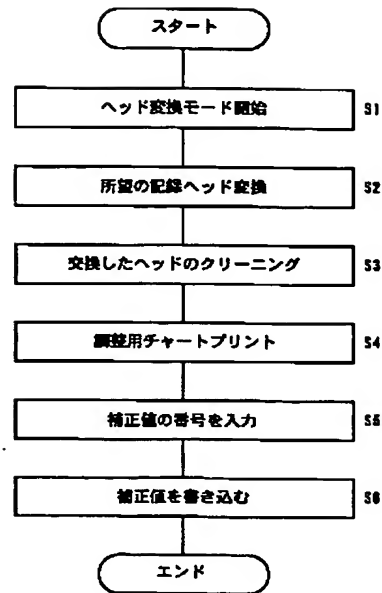 スタート
ヘッド変換モード開始 S1
所望の記録ヘッド変換 S2
交換したヘッドのクリーニング S3
調整用チャートプリント S4
補正値の番号を入力 S5
補正値を書き込む S6
エンド